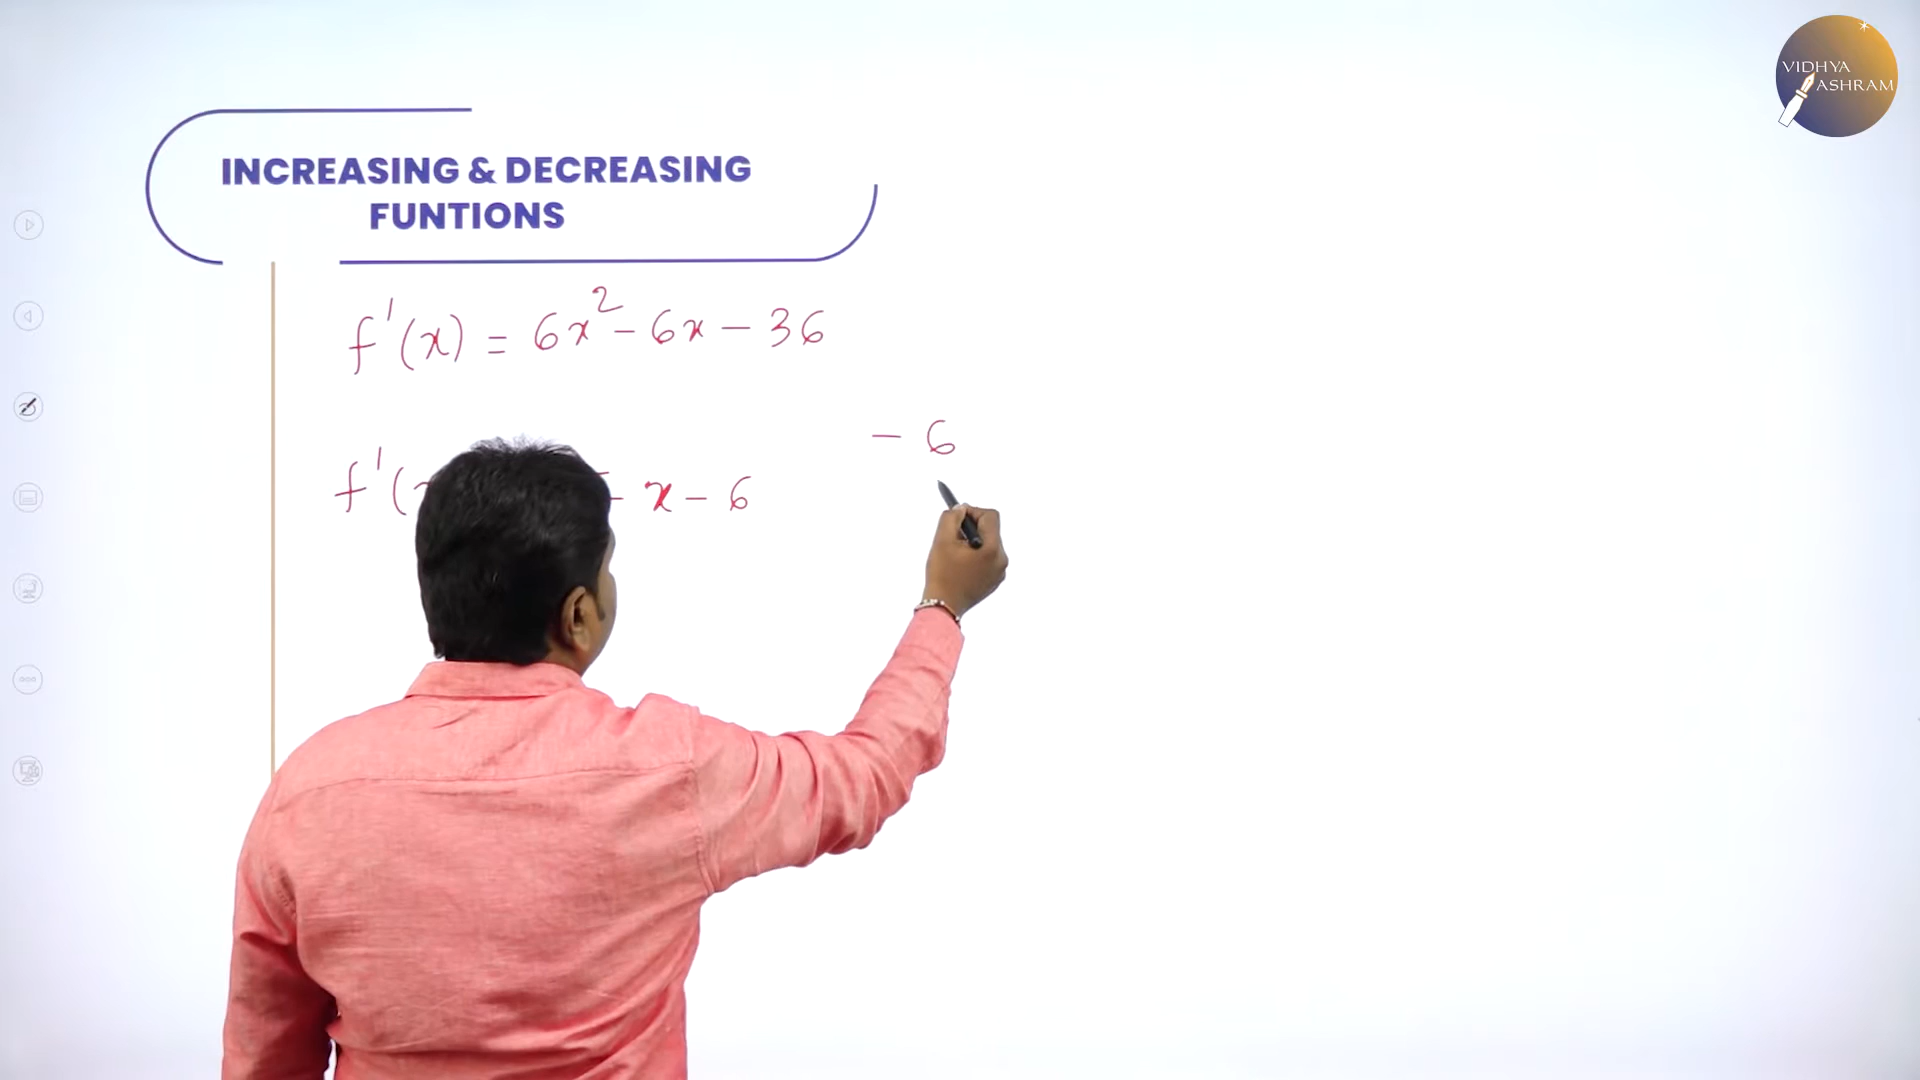 VIDHYA
ASHRAM
INCREASING & DECREASING
FUNTIONS
f'(x) = 6x² - 6x - 36
- 6
f'( - x - 6